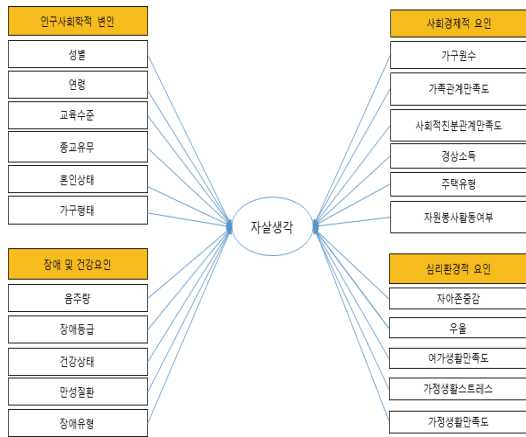 인구사회학적 변인
성별
연령
교육수준
종교유무
혼인상태
가구형태
장애 및 건강요인
음주량
장애등급
건강상태
만성질환
장애유형
자살생각
사회경제적 요인
가구원수
가족관계만족도
사회적친분관계만족도
경상소득
주택유형
자원봉사활동여부
심리환경적 요인
자아존중감
우울
여가생활만족도
가정생활스트레스
가정생활만족도